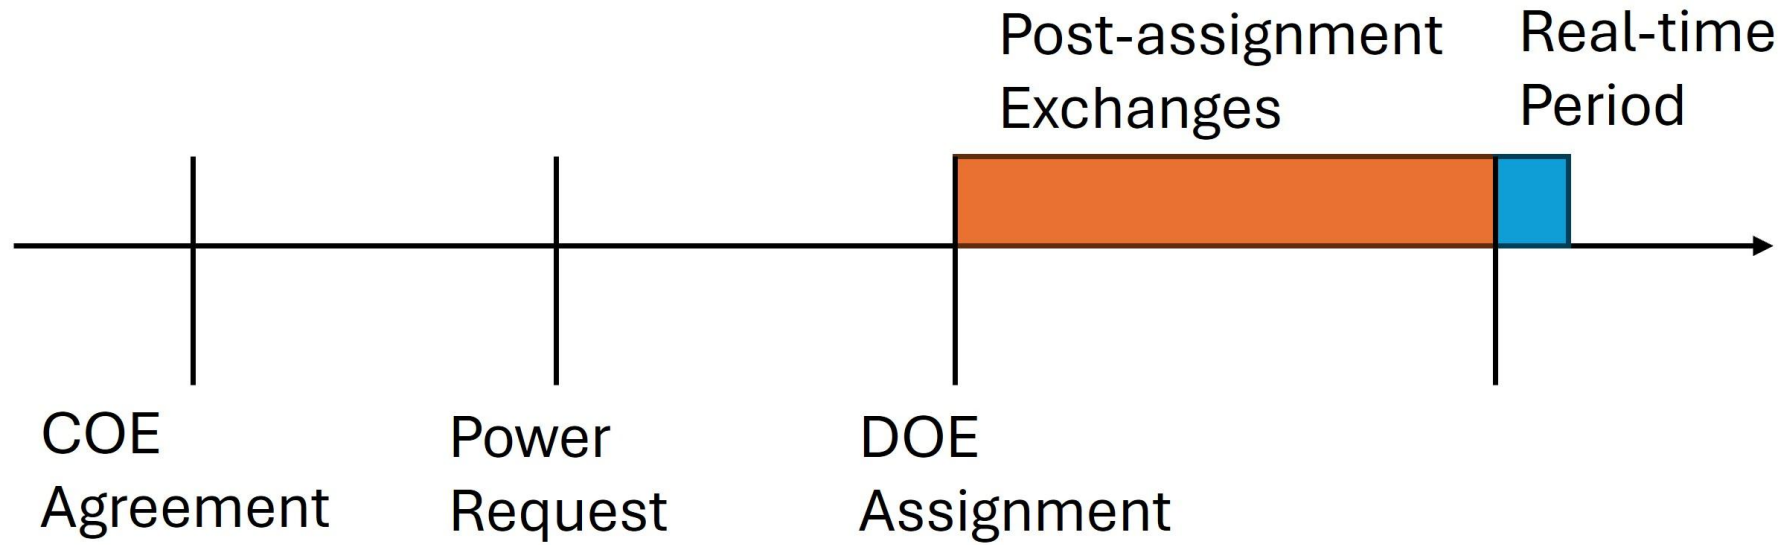 Post-assignment
Exchanges
Real-time
Period
COE
Agreement
Power
Request
DOE
Assignment